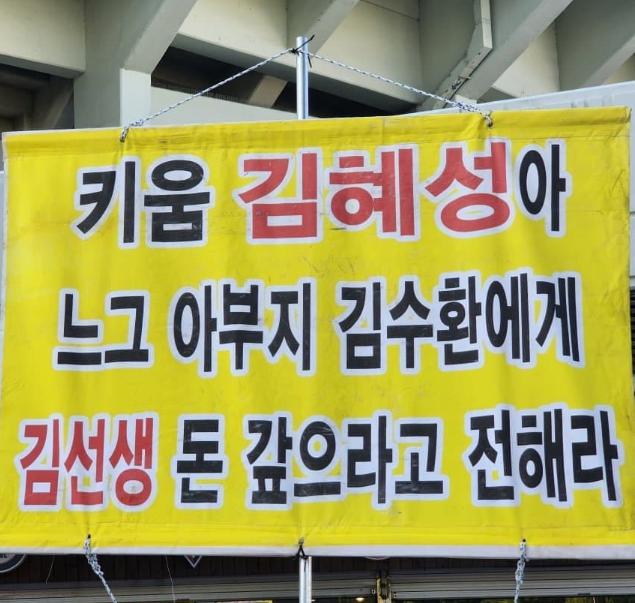 키움 김혜성아
느그 아부지 김수환에게
김선생 돈 갚으라고 전해라